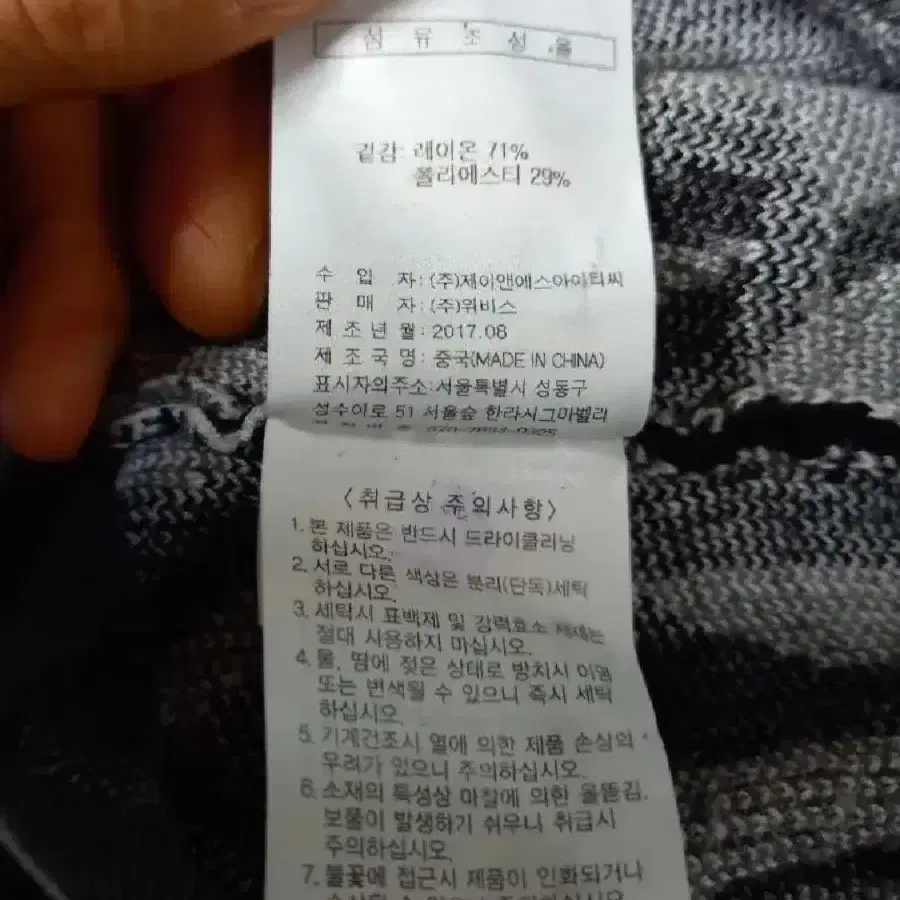 섬 유 조 성 율
겉감: 레이온 71%
폴리에스터 29%
수 입 자: (주)제이앤에스아이티씨
판 매 자: (주)위비스
제 조 년 월: 2017.08
제 조 국 명: 중국(MADE IN CHINA)
표시자의주소:서울특별시 성동구
성수이로 51 서울숲 한라시그마밸리
〈취급상 주의사항〉
1. 본 제품은 반드시 드라이클리닝
하십시오.
2. 서로 다른 색상은 분리(단독)세탁
하십시오.
3. 세탁시 표백제 및 강력효소 세제는
절대 사용하지 마십시오.
4. 물, 땀에 젖은 상태로 방치시 이염
또는 변색될 수 있으니 즉시 세탁
하십시오.
5. 기계건조시 열에 의한 제품 손상의
우려가 있으니 주의하십시오.
6. 소재의 특성상 마찰에 의한 올뜯김,
보풀이 발생하기 쉬우니 취급시
주의하십시오.
7. 불꽃에 접근시 제품이 인화되거나